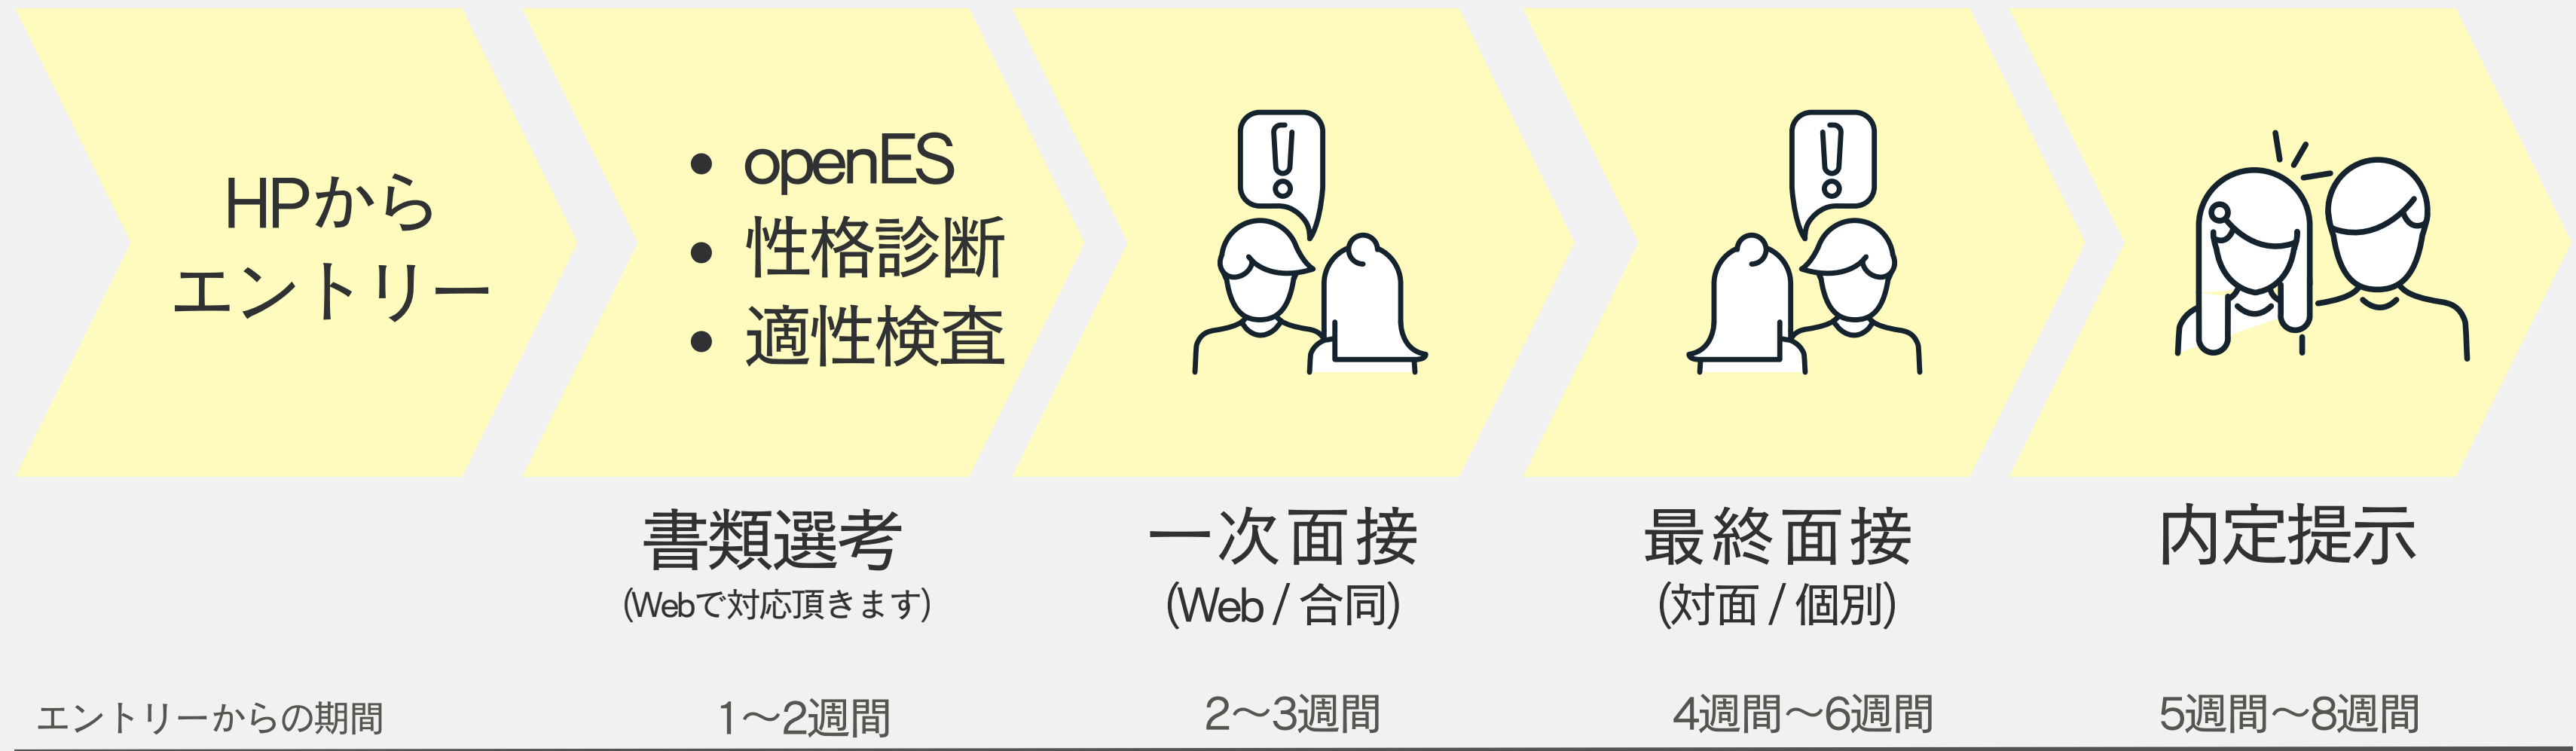 HPから
エントリー
• openES
• 性格診断
• 適性検査
書類選考
(Webで対応頂きます)
一次面接
(Web / 合同)
最終面接
(対面 / 個別)
内定提示
エントリーからの期間
1〜2週間
2〜3週間
4週間〜6週間
5週間〜8週間